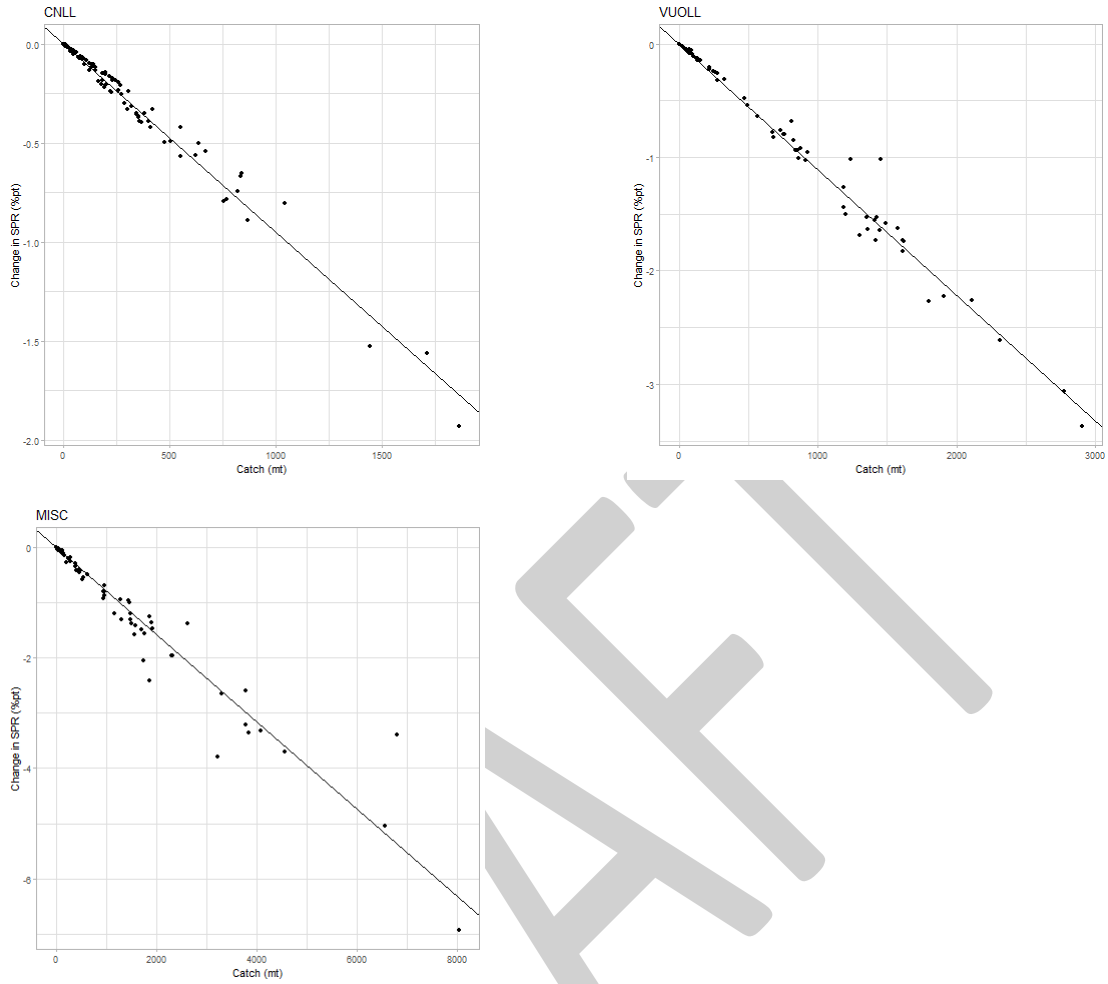 CNLL
0.0
-0.5
-1.0
-1.5
-2.0
Change in SPR (%pt)
0 500 1000 1500
Catch (mt)
VUOLL
0
-1
-2
-3
Change in SPR (%pt)
0 1000 2000 3000
Catch (mt)
MISC
0
-2
-4
-6
Change in SPR (%pt)
0 2000 4000 6000 8000
Catch (mt)